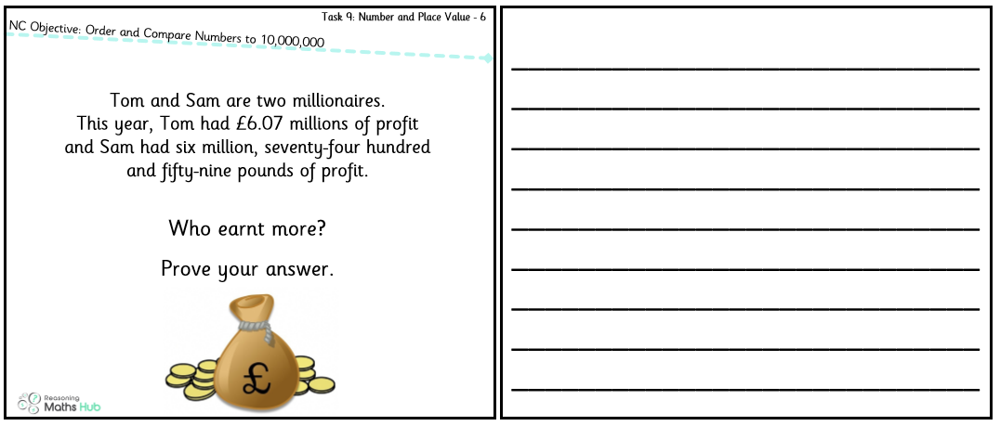 Task 9: Number and Place Value - 6
NC Objective: Order and Compare Numbers to 10,000,000
Tom and Sam are two millionaires.
This year, Tom had £6.07 millions of profit
and Sam had six million, seventy-four hundred
and fifty-nine pounds of profit.
Who earnt more?
Prove your answer.
£
Reasoning
Maths Hub